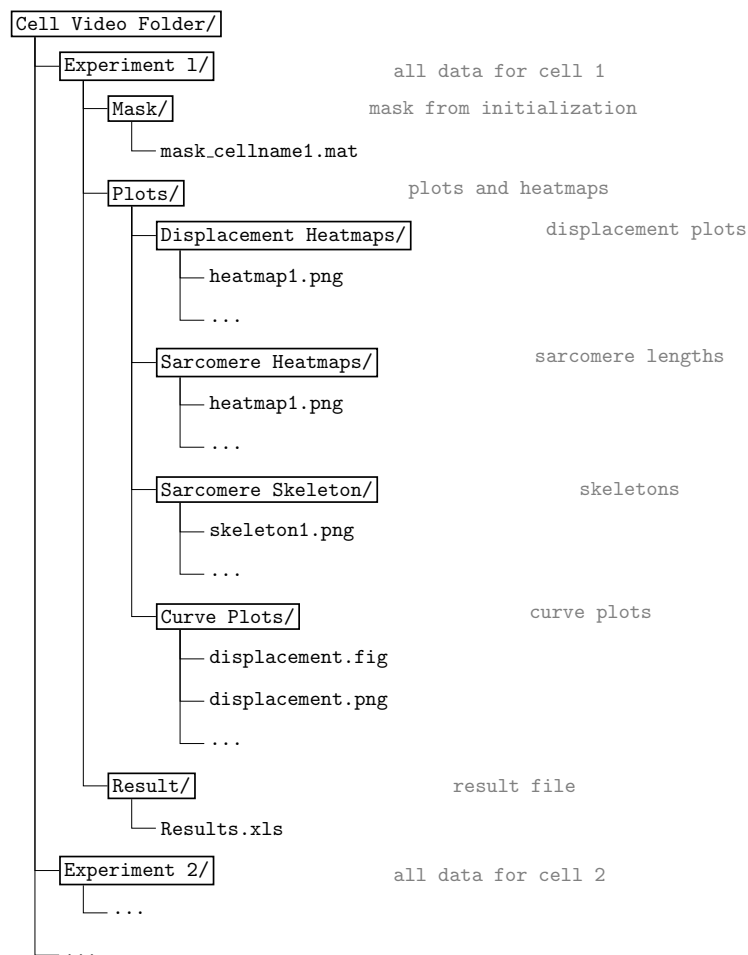 Cell Video Folder/
Experiment 1/ all data for cell 1
Mask/ mask from initialization
mask_cellname1.mat
Plots/ plots and heatmaps
Displacement Heatmaps/ displacement plots
heatmap1.png
...
Sarcomere Heatmaps/ sarcomere lengths
heatmap1.png
...
Sarcomere Skeleton/ skeletons
skeleton1.png
...
Curve Plots/ curve plots
displacement.fig
displacement.png
...
Result/ result file
Results.xls
Experiment 2/ all data for cell 2
...
...